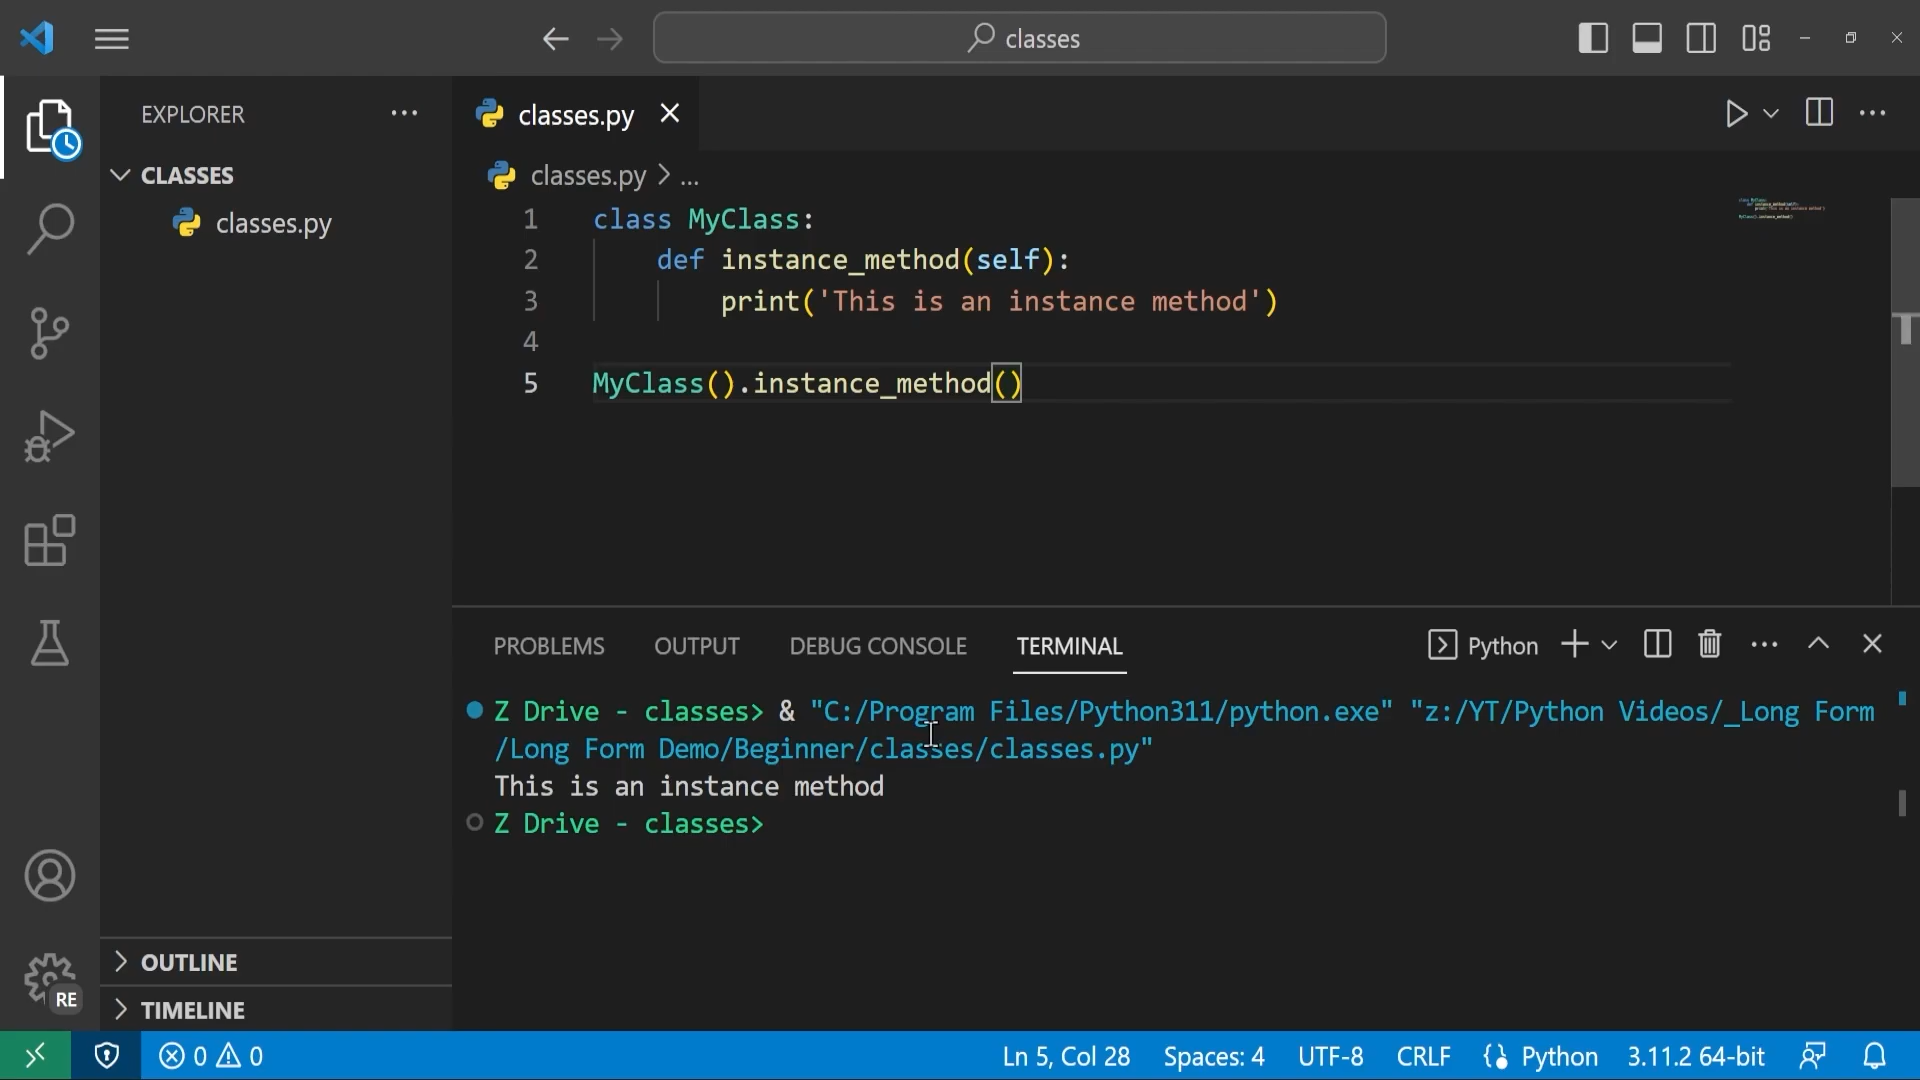 classes
EXPLORER
CLASSES
classes.py
classes.py
classes.py > ...
1 class MyClass:
2 def instance_method(self):
3 print('This is an instance method')
4
5 MyClass().instance_method()
PROBLEMS OUTPUT DEBUG CONSOLE TERMINAL Python
Z Drive - classes> & "C:/Program Files/Python311/python.exe" "z:/YT/Python Videos/_Long Form
/Long Form Demo/Beginner/classes/classes.py"
This is an instance method
Z Drive - classes>
OUTLINE
TIMELINE
RE
0 0 Ln 5, Col 28 Spaces: 4 UTF-8 CRLF Python 3.11.2 64-bit